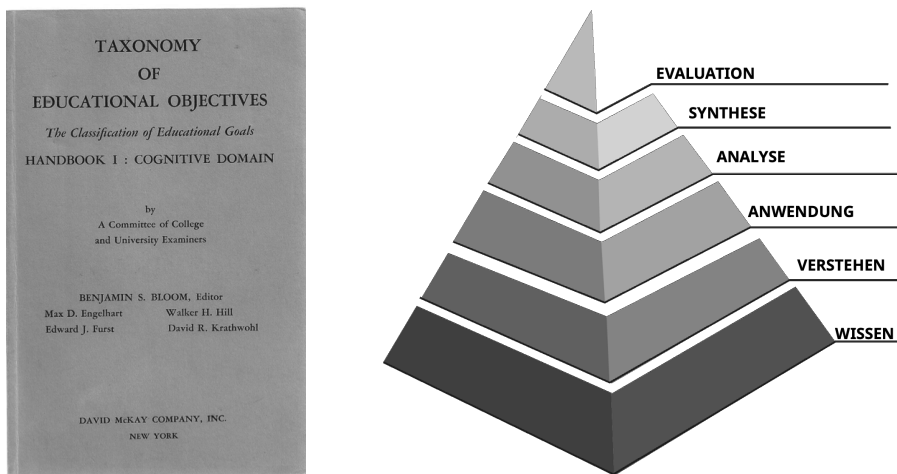 TAXONOMY
OF
EDUCATIONAL OBJECTIVES
The Classification of Educational Goals
HANDBOOK I : COGNITIVE DOMAIN
by
A Committee of College
and University Examiners
BENJAMIN S. BLOOM, Editor
Max D. Engelhart Walker H. Hill
Edward J. Furst David R. Krathwohl
DAVID McKAY COMPANY, INC.
NEW YORK
EVALUATION
SYNTHESE
ANALYSE
ANWENDUNG
VERSTEHEN
WISSEN